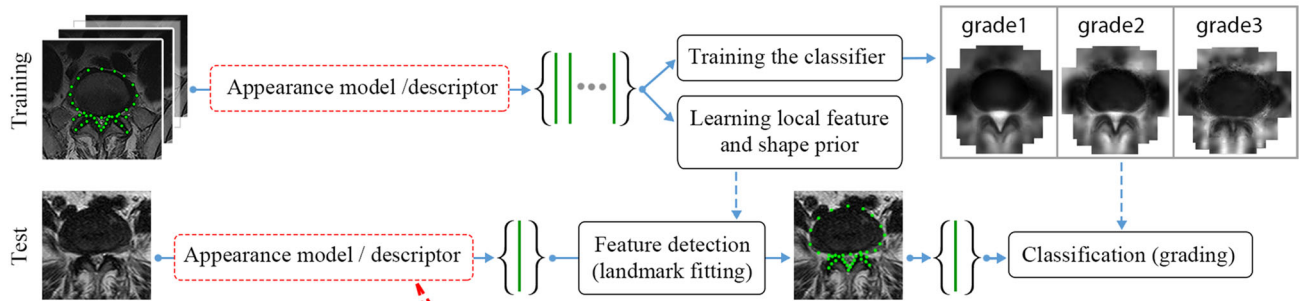 Training
Appearance model /descriptor
Training the classifier
Learning local feature
and shape prior
grade1
grade2
grade3
Test
Appearance model / descriptor
Feature detection
(landmark fitting)
Classification (grading)